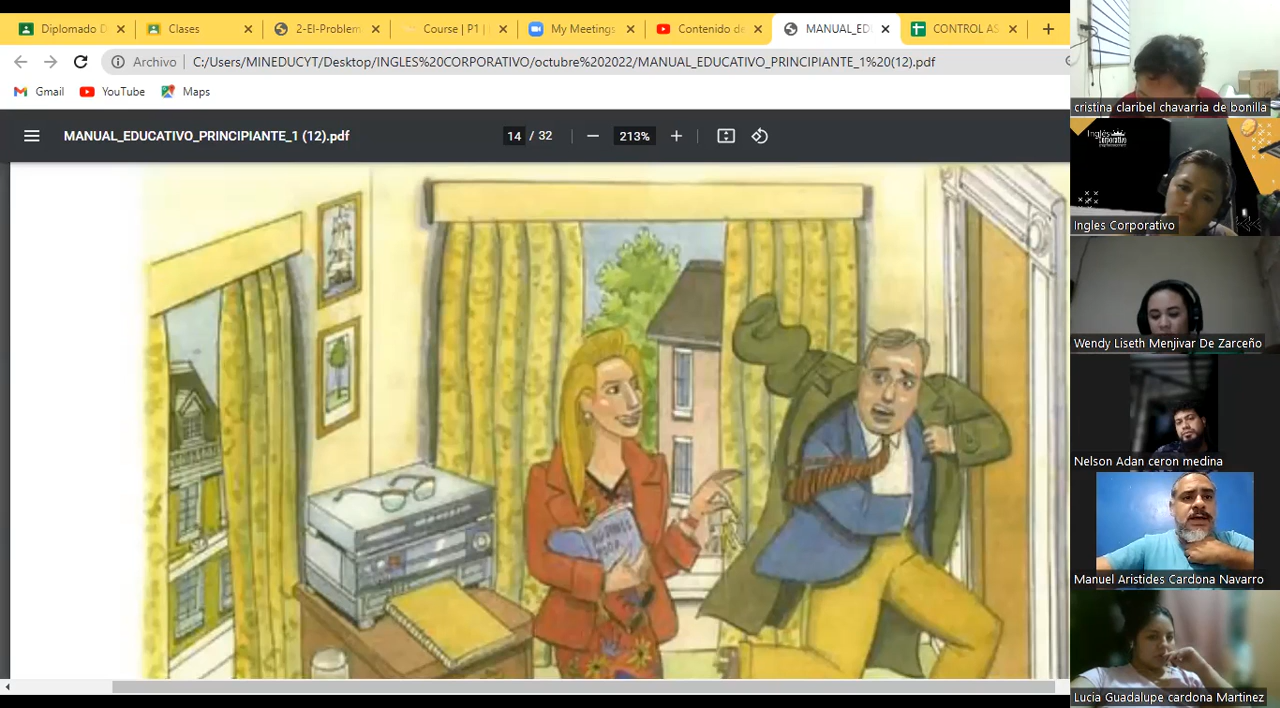 Diplomado D
Clases
2-El-Problem
Course | P1 |
My Meetings
Contenido de
MANUAL_ED
CONTROL AS
Archivo
C:/Users/MINEDUCYT/Desktop/INGLES%20CORPORATIVO/octubre%202022/MANUAL_EDUCATIVO_PRINCIPIANTE_1%20(12).pdf
Gmail
YouTube
Maps
MANUAL_EDUCATIVO_PRINCIPIANTE_1 (12).pdf
14 / 32
213%
cristina claribel chavarria de bonilla
Inglés
Corporativo
Ingles Corporativo
Wendy Liseth Menjivar De Zarceño
Nelson Adan ceron medina
Manuel Aristides Cardona Navarro
Lucia Guadalupe cardona Martinez